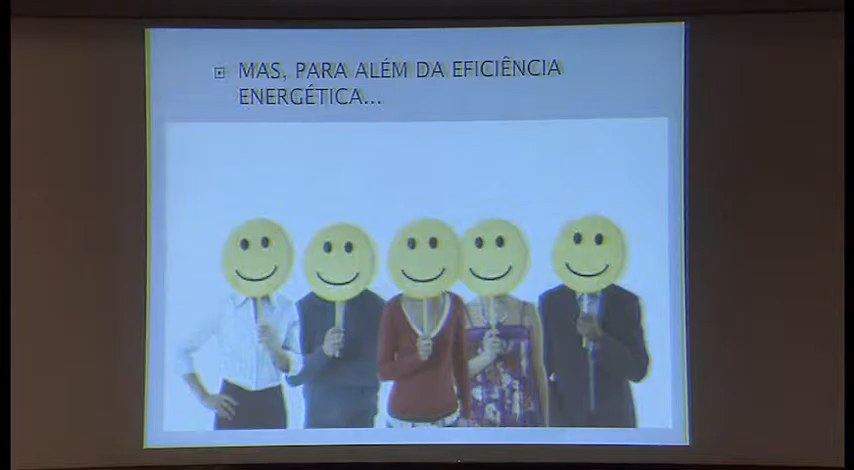 MAS, PARA ALÉM DA EFICIÊNCIA
ENERGÉTICA...